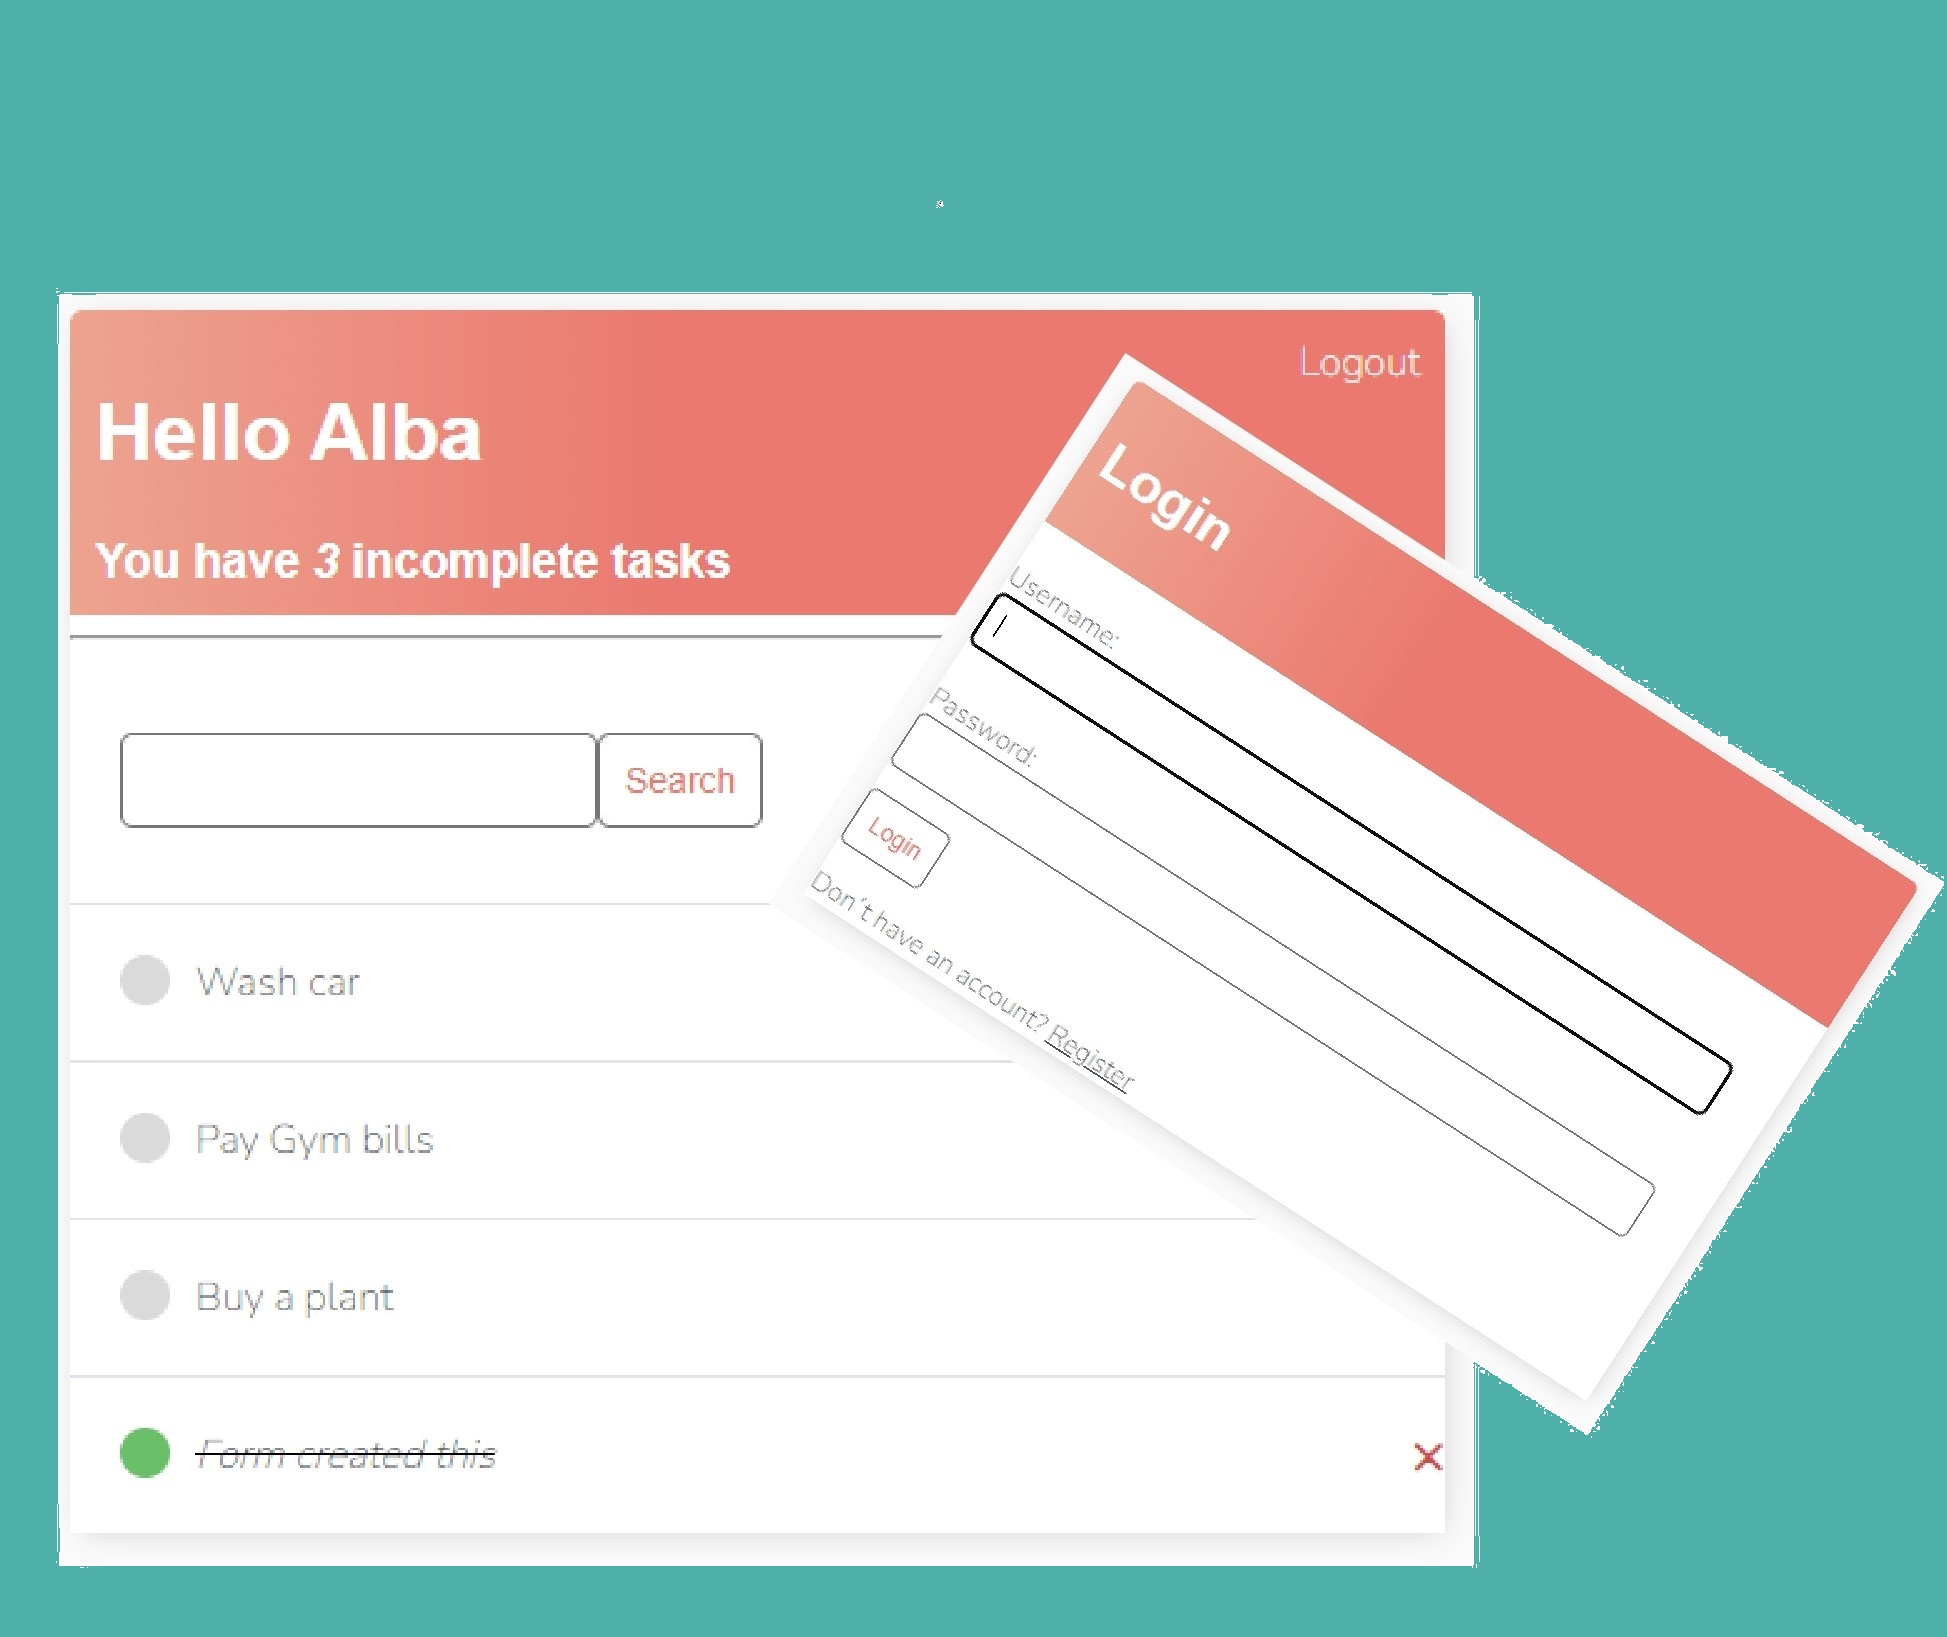 Logout
Hello Alba
You have 3 incomplete tasks
Search
Wash car
Pay Gym bills
Buy a plant
Form created this
Login
Username:
Password:
Login
Don't have an account? Register